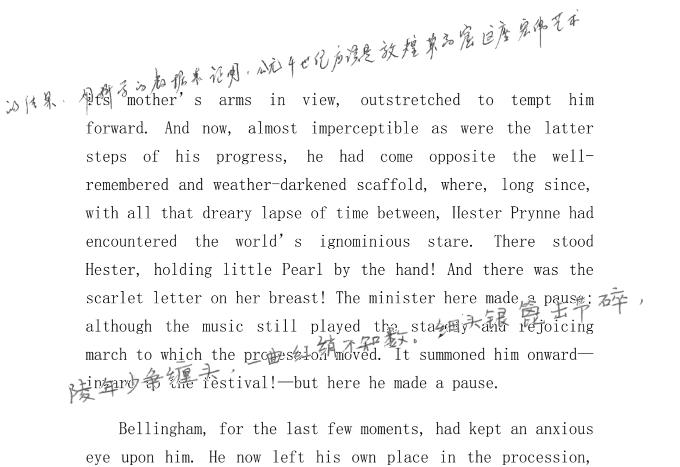 用科学的数据来证明，公元4世纪应该是敦煌莫高窟这座宏伟艺术
的结果．
its mother’s arms in view, outstretched to tempt him
forward. And now, almost imperceptible as were the latter
steps of his progress, he had come opposite the well-
remembered and weather-darkened scaffold, where, long since,
with all that dreary lapse of time between, Hester Prynne had
encountered the world’s ignominious stare. There stood
Hester, holding little Pearl by the hand! And there was the
scarlet letter on her breast! The minister here made a pause;
although the music still played the stately and rejoicing
march to which the procession moved. It summoned him onward—
inward to the festival!—but here he made a pause.
陵年少争缠头，一曲红绡不知数。钿头银篦击节碎，
Bellingham, for the last few moments, had kept an anxious
eye upon him. He now left his own place in the procession,